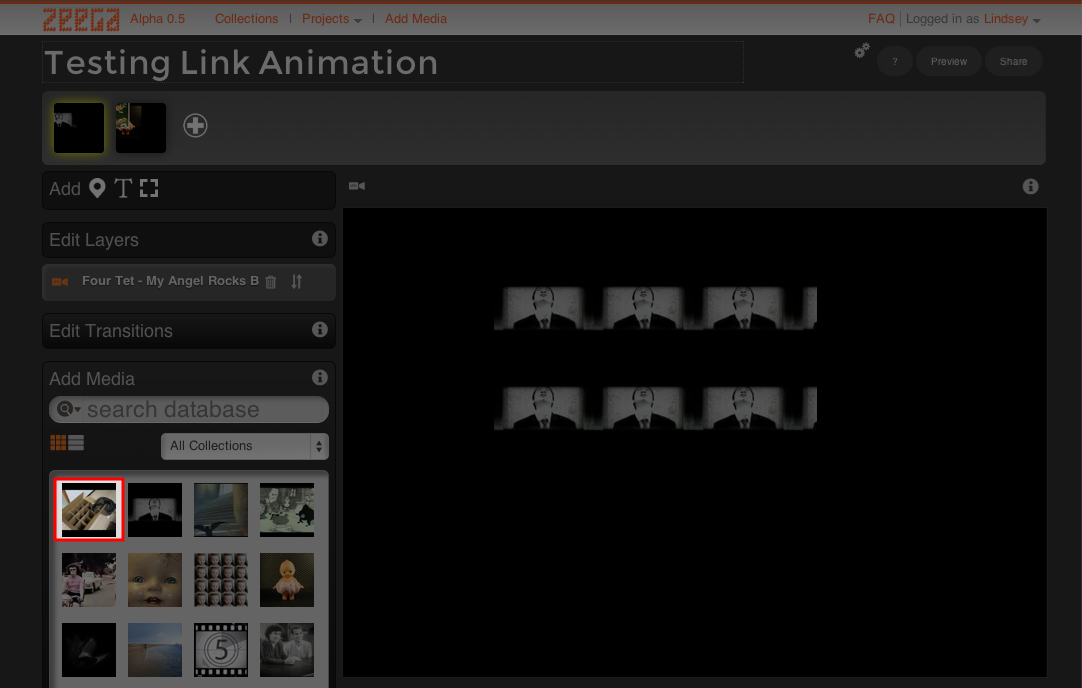 ZEEGA Alpha 0.5 Collections | Projects | Add Media FAQ | Logged in as Lindsey
Testing Link Animation
? Preview Share
Add T
Edit Layers
Four Tet - My Angel Rocks B
Edit Transitions
Add Media
search database
All Collections
5